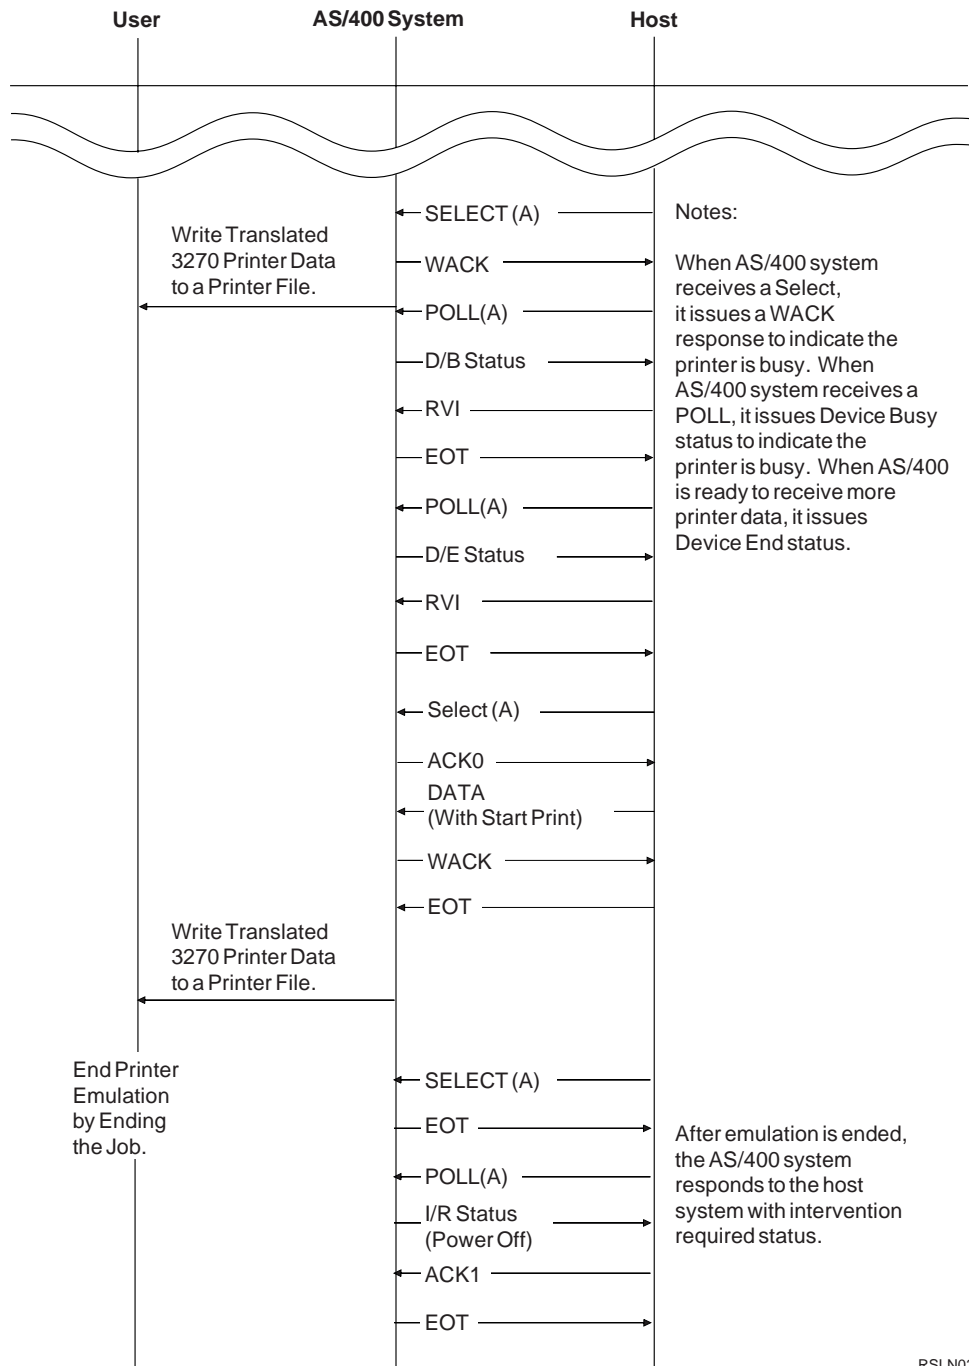 User AS/400 System Host
SELECT (A)
Notes:
Write Translated
3270 Printer Data
to a Printer File.
WACK
When AS/400 system
receives a Select,
it issues a WACK
response to indicate the
printer is busy. When
AS/400 system receives a
POLL, it issues Device Busy
status to indicate the
printer is busy. When AS/400
is ready to receive more
printer data, it issues
Device End status.
POLL(A)
D/B Status
RVI
EOT
POLL(A)
D/E Status
RVI
EOT
Select (A)
ACK0
DATA
(With Start Print)
WACK
EOT
Write Translated
3270 Printer Data
to a Printer File.
End Printer
Emulation
by Ending
the Job.
SELECT (A)
EOT
After emulation is ended,
the AS/400 system
responds to the host
system with intervention
required status.
POLL(A)
I/R Status
(Power Off)
ACK1
EOT